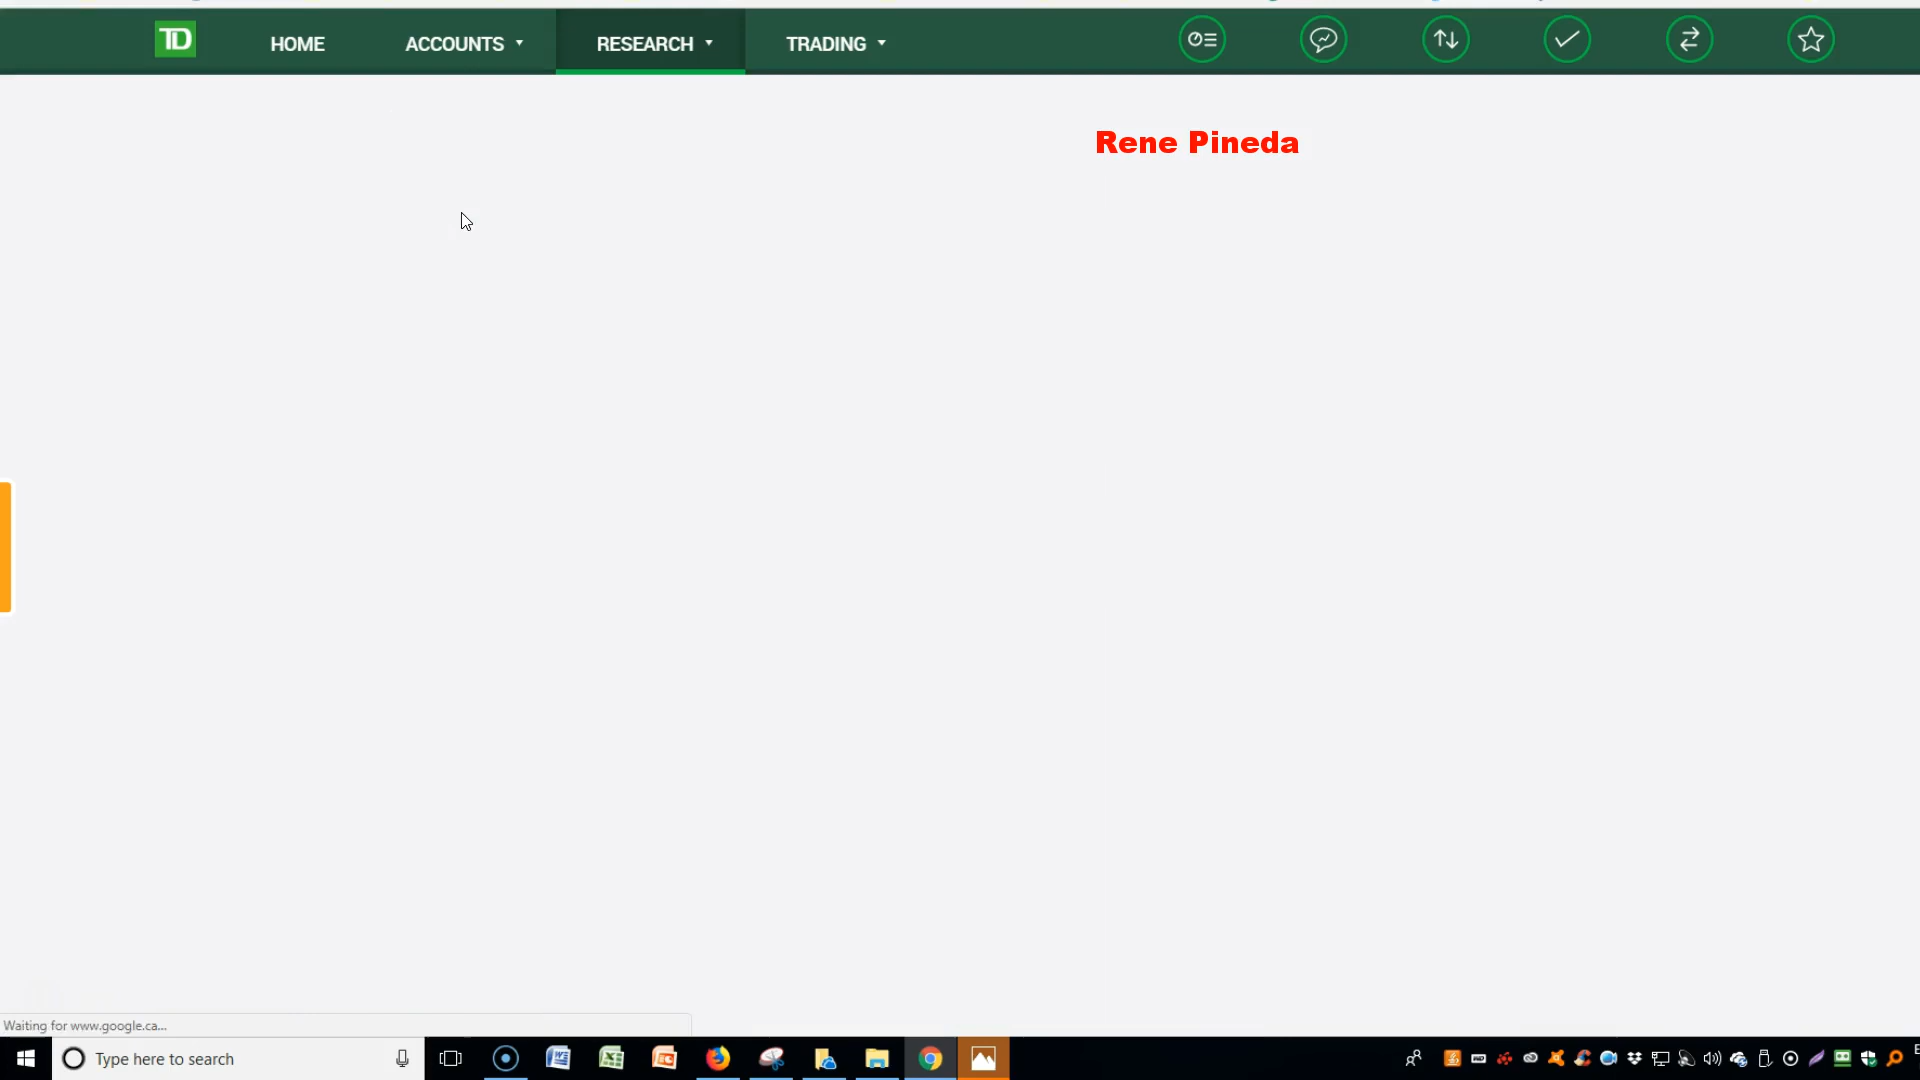 TD HOME ACCOUNTS RESEARCH TRADING
Rene Pineda
Waiting for www.google.ca...
Type here to search